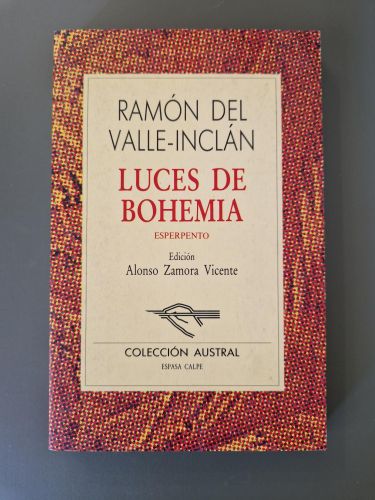 RAMÓN DEL
VALLE-INCLÁN
LUCES DE
BOHEMIA
ESPERPENTO
Edición
Alonso Zamora Vicente
COLECCIÓN AUSTRAL
ESPASA CALPE